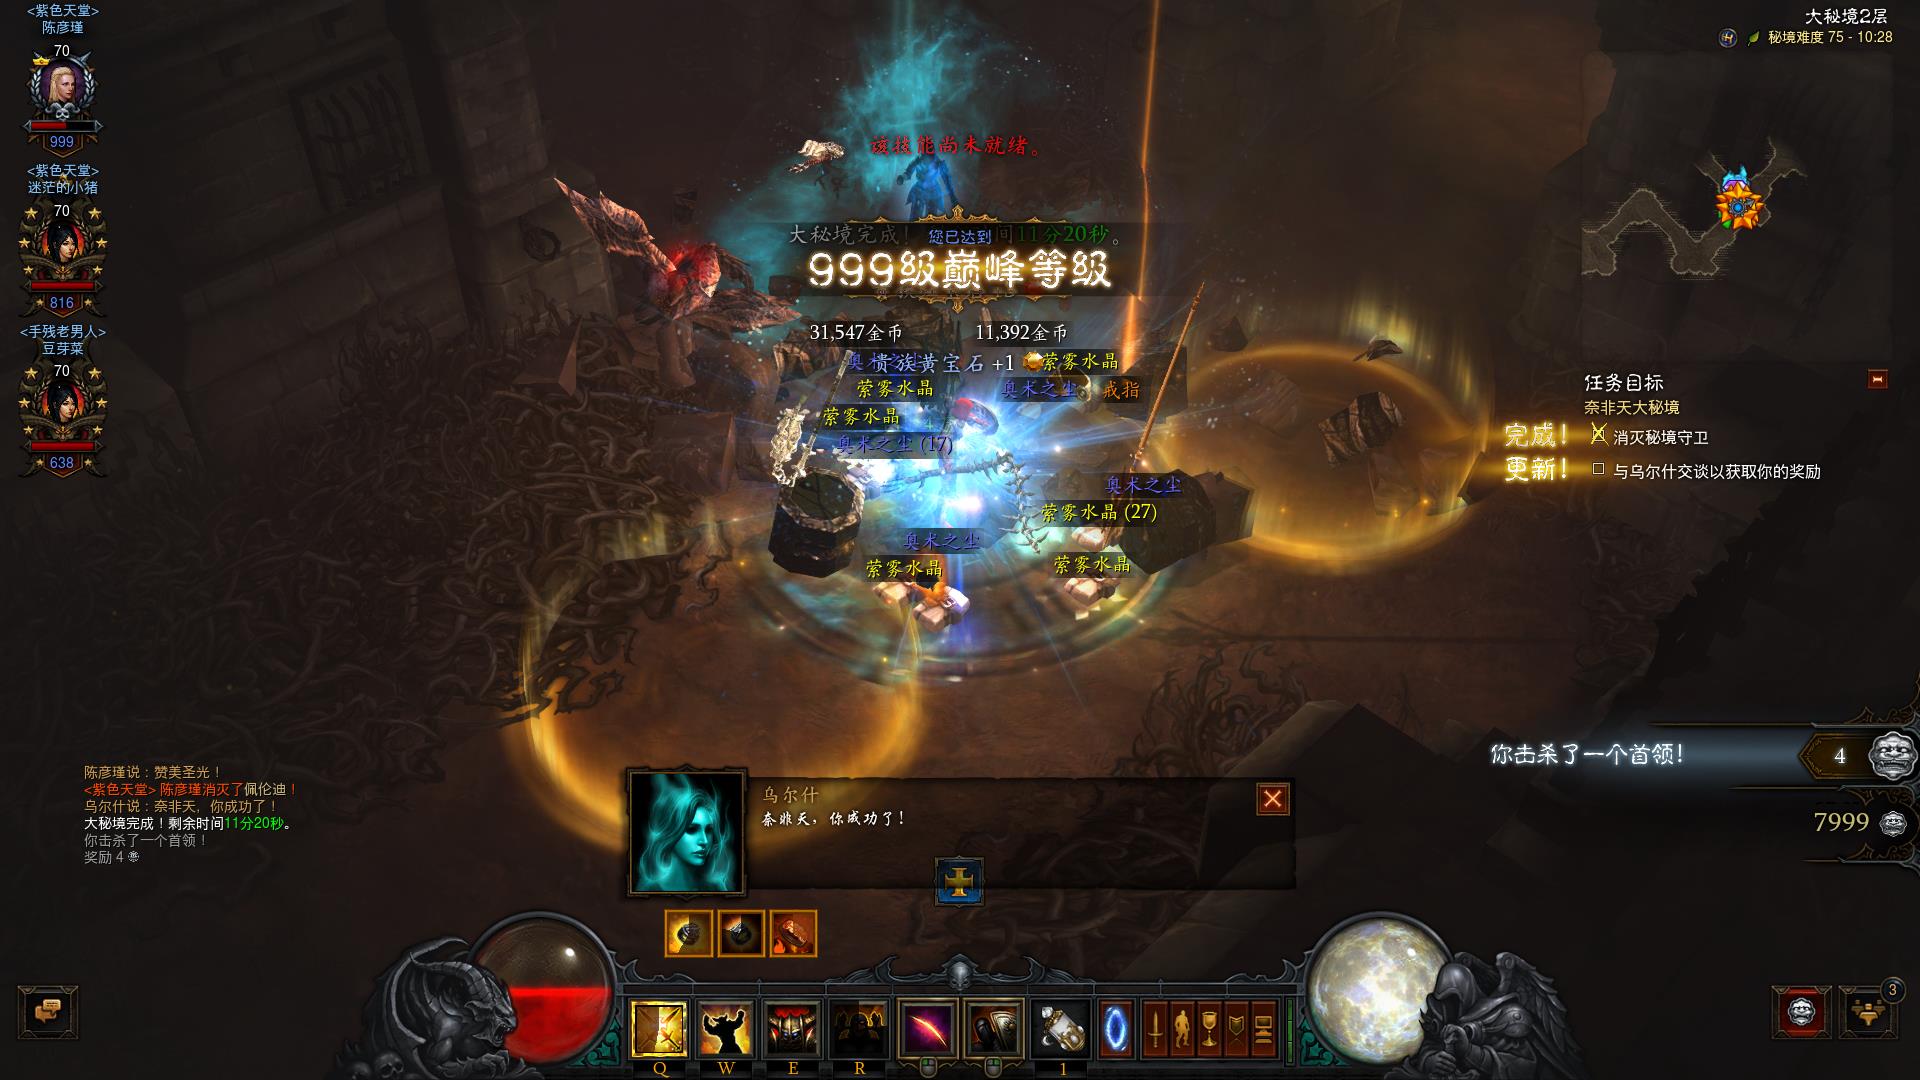 <紫色天堂>
陈彦瑾
70
999
<紫色天堂>
迷茫的小猪
70
816
<手残老男人>
豆芽菜
70
638
大秘境2层
秘境难度 75 - 10:28
该技能尚未就绪。
大秘境完成！
间11分20秒。
您已达到
999级巅峰等级
31,547金币
11,392金币
贵族黄宝石 +1
萦雾水晶
萦雾水晶
奥术之尘
戒指
萦雾水晶
奥术之尘 (17)
奥术之尘
萦雾水晶 (27)
奥术之尘
萦雾水晶
萦雾水晶
任务目标
奈非天大秘境
完成！
消灭秘境守卫
更新！
与乌尔什交谈以获取你的奖励
你击杀了一个首领！
4
7999
陈彦瑾说：赞美圣光！
<紫色天堂> 陈彦瑾消灭了佩伦迪！
乌尔什说：奈非天，你成功了！
大秘境完成！剩余时间11分20秒。
你击杀了一个首领！
奖励 4
乌尔什
奈非天，你成功了！
Q
W
E
R
1
3